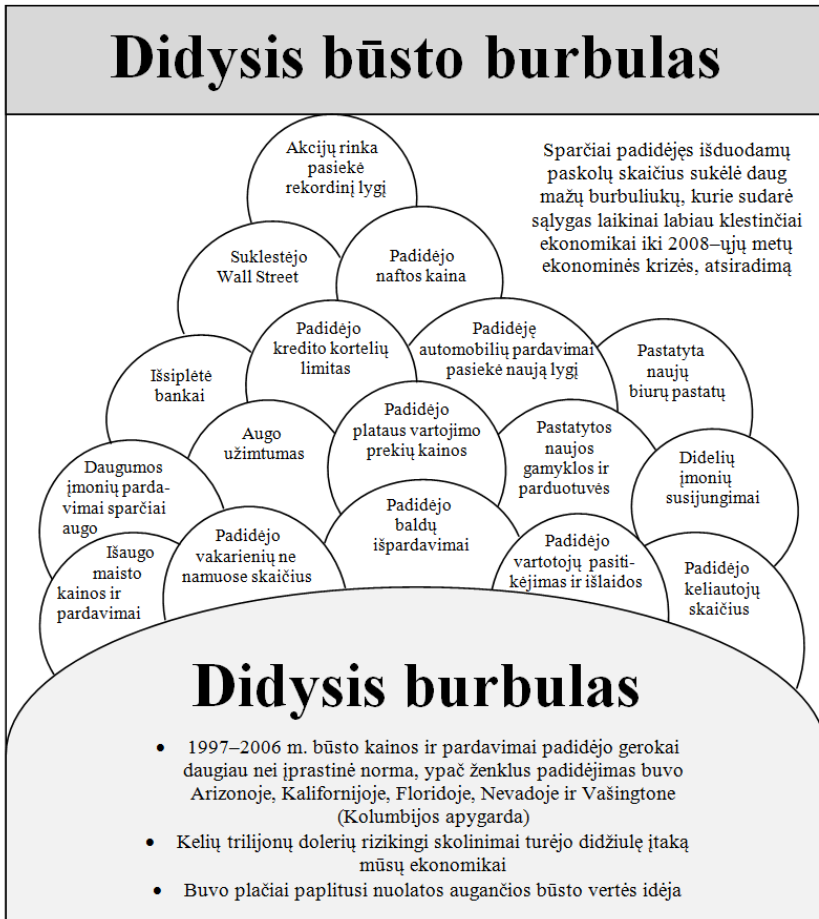 Didysis būsto burbulas
Akcijų rinka
pasiekė
rekordinį lygį
Sparčiai padidėjęs išduodamų
paskolų skaičius sukėlė daug
mažų burbuliukų, kurie sudarė
sąlygas laikinai labiau klestinčiai
ekonomikai iki 2008–ųjų metų
ekonominės krizės, atsiradimą
Suklestėjo
Wall Street
Padidėjo
naftos kaina
Išsiplėtė
bankai
Padidėjo
kredito kortelių
limitas
Padidėję
automobilių pardavimai
pasiekė naują lygį
Pastatyta
naujų
biurų pastatų
Daugumos
įmonių parda-
vimai sparčiai
augo
Augo
užimtumas
Padidėjo
plataus vartojimo
prekių kainos
Pastatytos
naujos
gamyklos ir
parduotuvės
Didelių
įmonių
susijungimai
Išaugo
maisto
kainos ir
pardavimai
Padidėjo
vakarienių ne
namuose skaičius
Padidėjo
baldų
išpardavimai
Padidėjo
vartotojų pasiti-
kėjimas ir išlaidos
Padidėjo
keliautojų
skaičius
Didysis burbulas
• 1997–2006 m. būsto kainos ir pardavimai padidėjo gerokai
daugiau nei įprastinė norma, ypač ženklus padidėjimas buvo
Arizonoje, Kalifornijoje, Floridoje, Nevadoje ir Vašingtone
(Kolumbijos apygarda)
• Kelių trilijonų dolerių rizikingi skolinimai turėjo didžiulę įtaką
mūsų ekonomikai
• Buvo plačiai paplitusi nuolatos augančios būsto vertės idėja